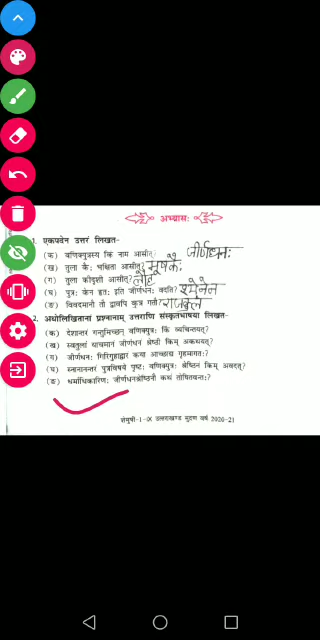 अभ्यासः
1. एकपदेन उत्तरं लिखत-
(क) वणिक्पुत्रस्य किं नाम आसीत्? जीर्णधनः
(ख) तुला कैः भक्षिता आसीत्? मूषकैः
(ग) तुला कीदृशी आसीत्? लौह
(घ) पुत्रः केन हृतः इति जीर्णधनः वदति? श्येनेन
(ङ) विवदमानौ तौ द्वावपि कुत्र गतौ? राजकुल
2. अधोलिखितानां प्रश्नानाम् उत्तराणि संस्कृतभाषया लिखत-
(क) देशान्तरं गन्तुमिच्छन् वणिक्पुत्रः किं व्यचिन्तयत्?
(ख) स्वतुलां याचमानं जीर्णधनं श्रेष्ठी किम् अकथयत्?
(ग) जीर्णधनः गिरिगुहाद्वारं कया आच्छाद्य गृहमागतः?
(घ) स्नानानन्तरं पुत्रविषये पृष्टः वणिक्पुत्रः श्रेष्ठिनं किम् अवदत्?
(ङ) धर्माधिकारिणः जीर्णधनश्रेष्ठिनौ कथं तोषितवन्तः?
शेमुषी-I-IX उत्तराखण्ड मुद्रण वर्ष 2020-21